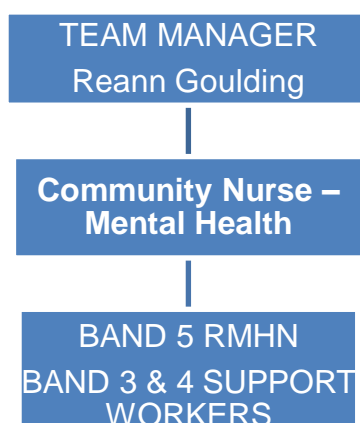 TEAM MANAGER
Reann Goulding
Community Nurse –
Mental Health
BAND 5 RMHN
BAND 3 & 4 SUPPORT
WORKERS